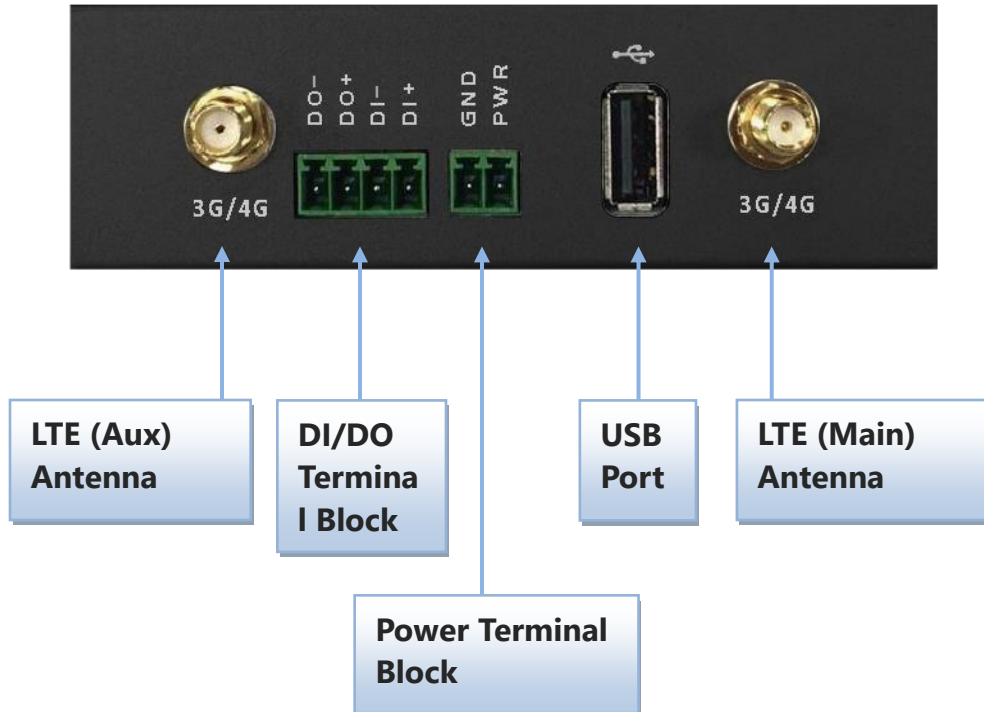 DO-
DO+
DI-
DI+
GND
PWR
3G/4G
3G/4G
LTE (Aux)
Antenna
DI/DO
Termina
l Block
USB
Port
LTE (Main)
Antenna
Power Terminal
Block